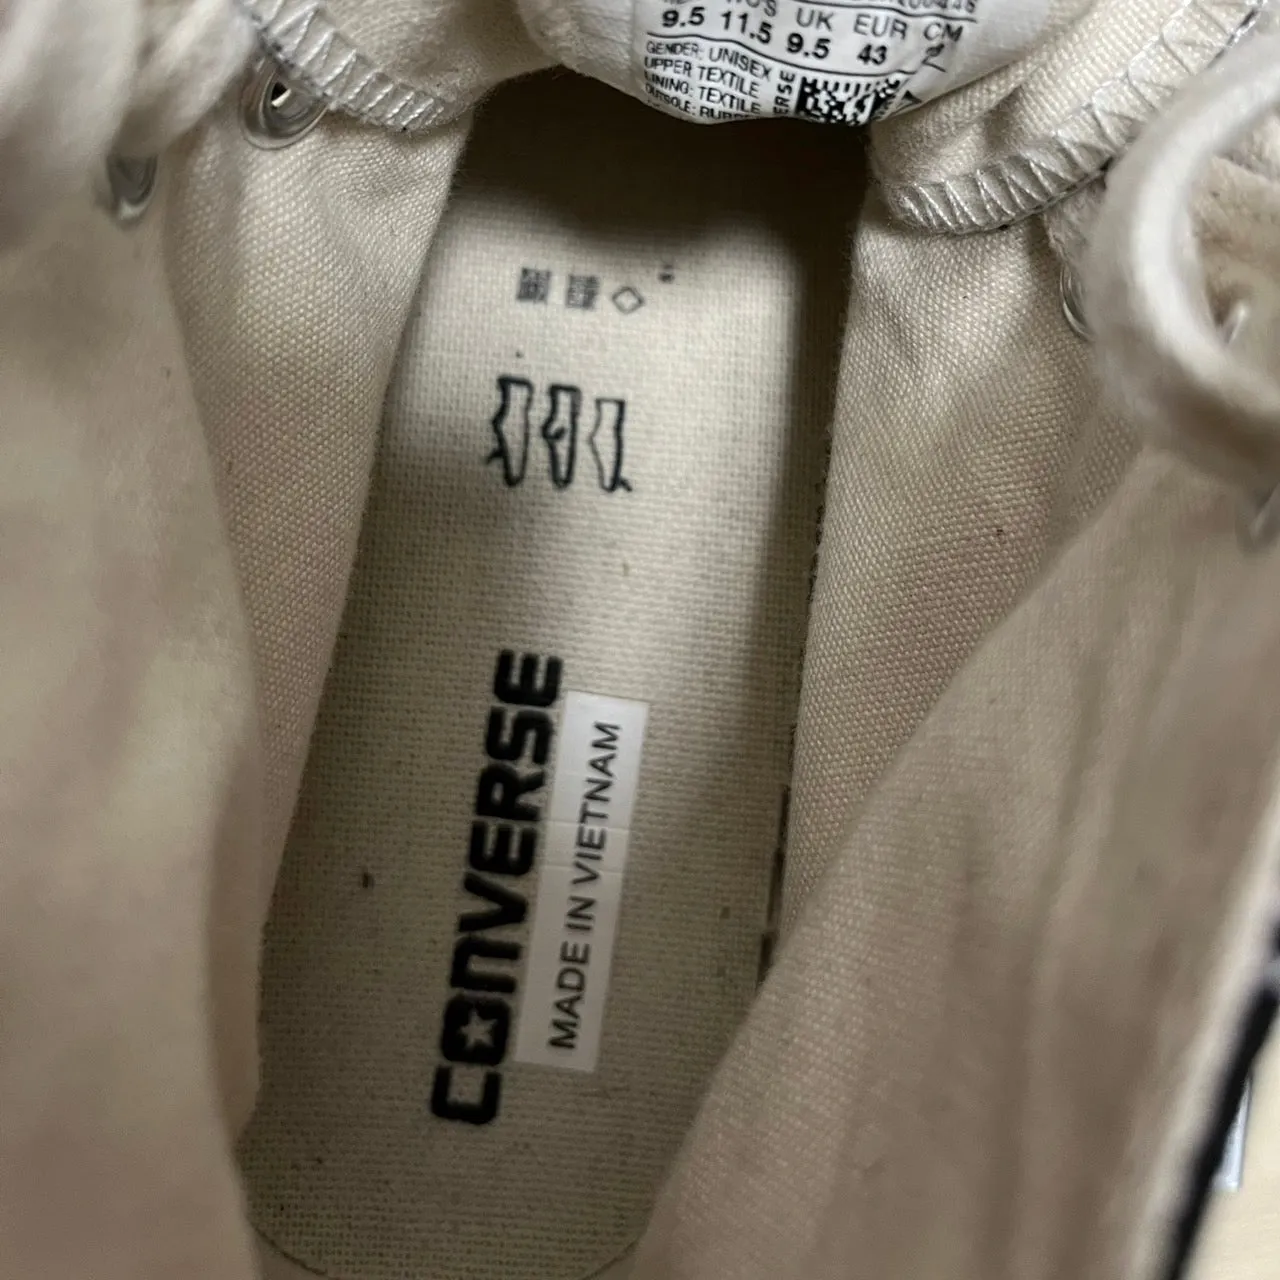 UK EUR CM
9.5 11.5 9.5 43
GENDER: UNISEX
UPPER TEXTILE
LINING: TEXTILE
CONVERSE
MADE IN VIETNAM